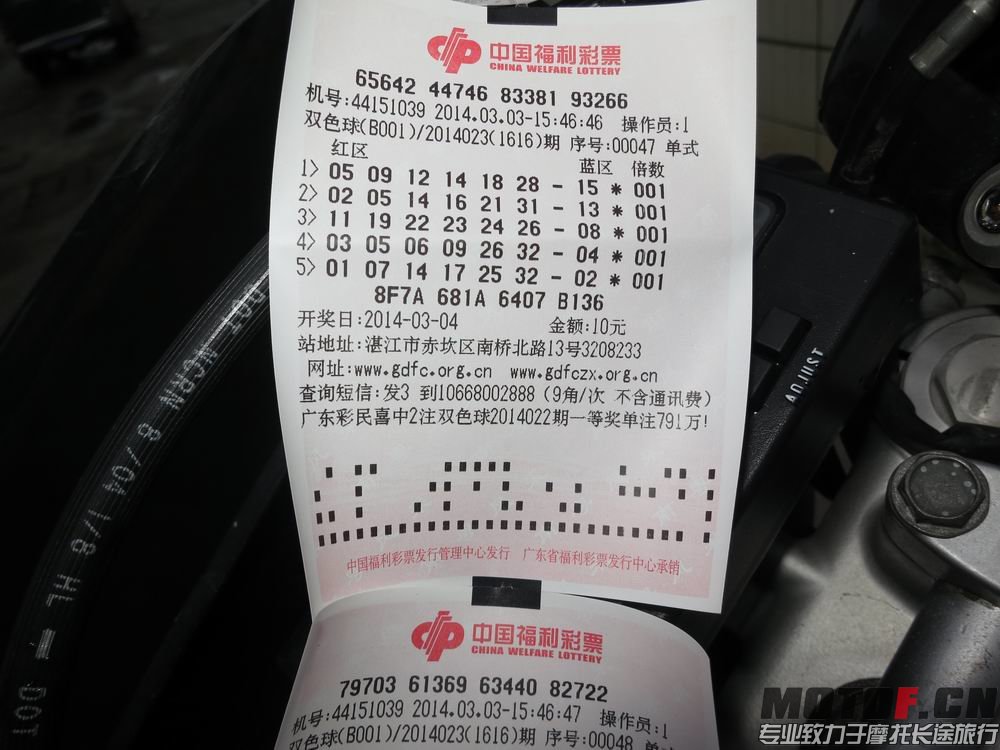 中国福利彩票
CHINA WELFARE LOTTERY
65642 44746 83381 93266
机号:44151039 2014.03.03-15:46:46 操作员:1
双色球(B001)/2014023(1616)期 序号:00047 单式
红区 蓝区 倍数
1> 05 09 12 14 18 28 - 15 * 001
2> 02 05 14 16 21 31 - 13 * 001
3> 11 19 22 23 24 26 - 08 * 001
4> 03 05 06 09 26 32 - 04 * 001
5> 01 07 14 17 25 32 - 02 * 001
8F7A 681A 6407 B136
开奖日:2014-03-04 金额:10元
站地址:湛江市赤坎区南桥北路13号3208233
网址:www.gdfc.org.cn www.gdfczx.org.cn
查询短信:发3 到10668002888 (9角/次 不含通讯费)
广东彩民喜中2注双色球2014022期一等奖单注791万!
中国福利彩票发行管理中心发行 广东省福利彩票发行中心承销
中国福利彩票
CHINA WELFARE LOTTERY
79703 61369 63440 82722
机号:44151039 2014.03.03-15:46:47 操作员:1
双色球(B001)/2014023(1616)期 序号:00048 单式
ADJUST
8/04 1/8 HL
DOT
MOTOF.CN
专业致力于摩托长途旅行